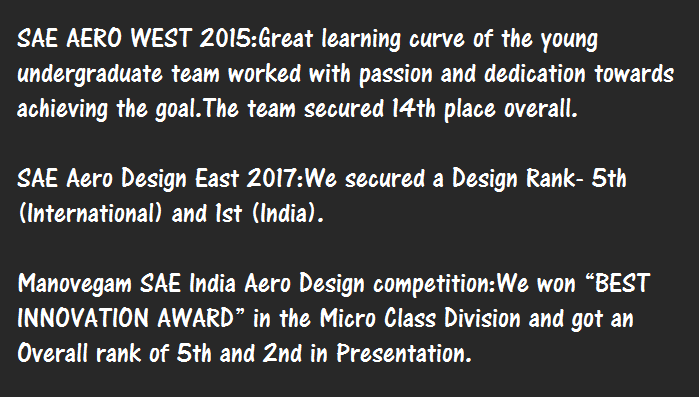 SAE AERO WEST 2015:Great learning curve of the young
undergraduate team worked with passion and dedication towards
achieving the goal.The team secured 14th place overall.
SAE Aero Design East 2017:We secured a Design Rank- 5th
(International) and 1st (India).
Manovegam SAE India Aero Design competition:We won “BEST
INNOVATION AWARD” in the Micro Class Division and got an
Overall rank of 5th and 2nd in Presentation.